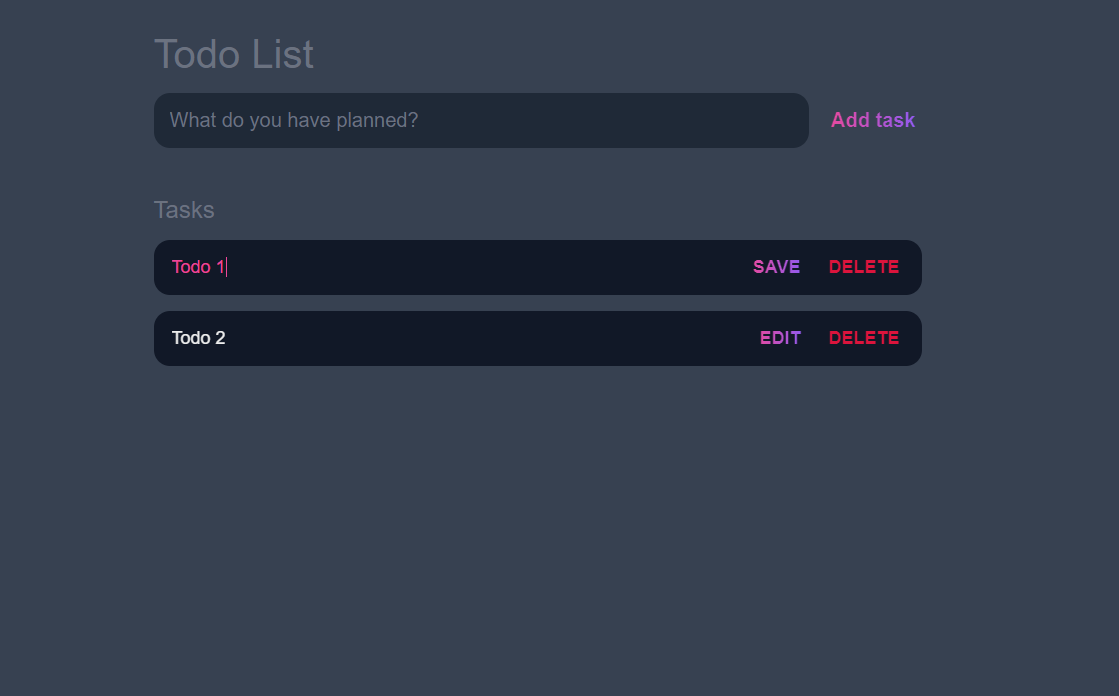 Todo List
What do you have planned? Add task
Tasks
Todo 1 SAVE DELETE
Todo 2 EDIT DELETE